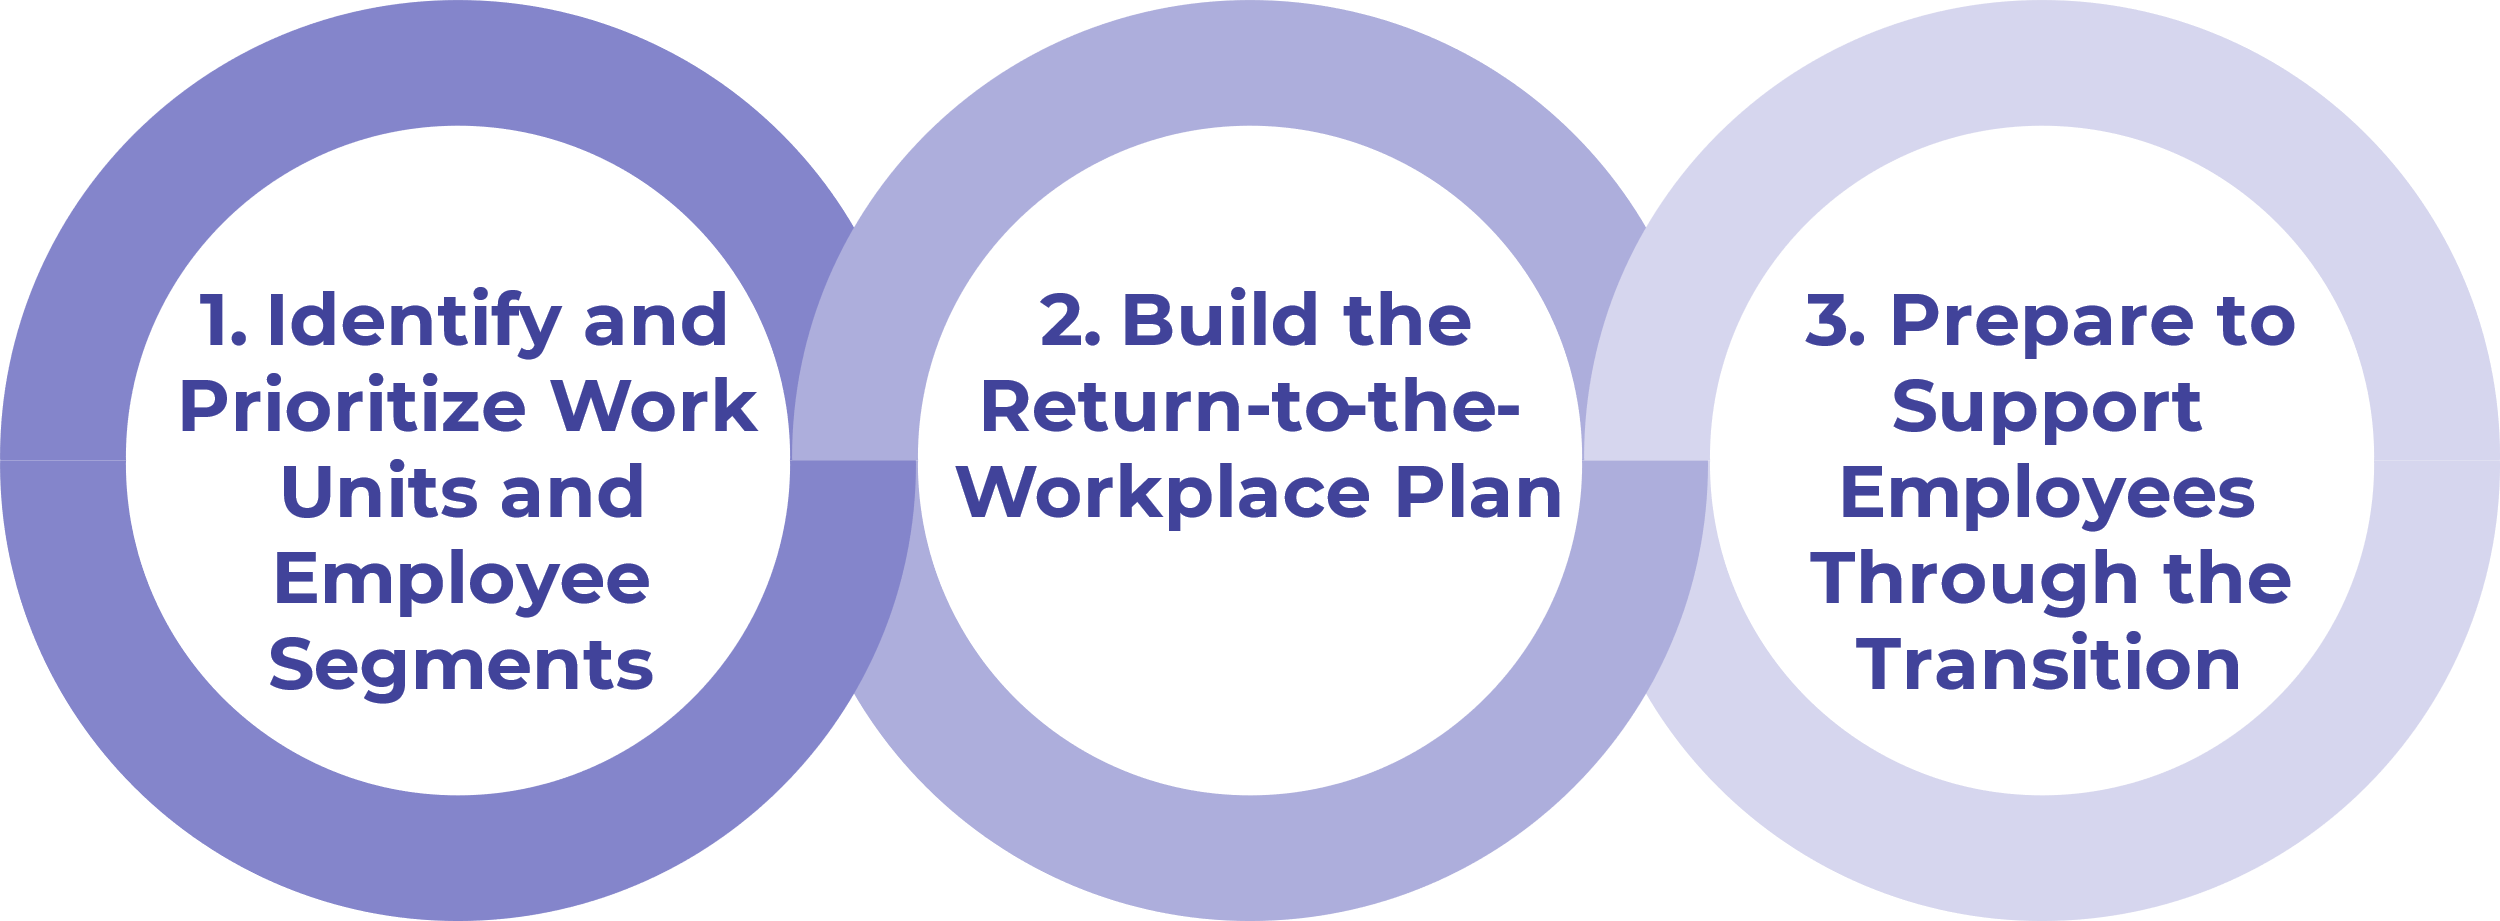 1. Identify and
Prioritize Work
Units and
Employee
Segments
2. Build the
Return-to-the-
Workplace Plan
3. Prepare to
Support
Employees
Through the
Transition